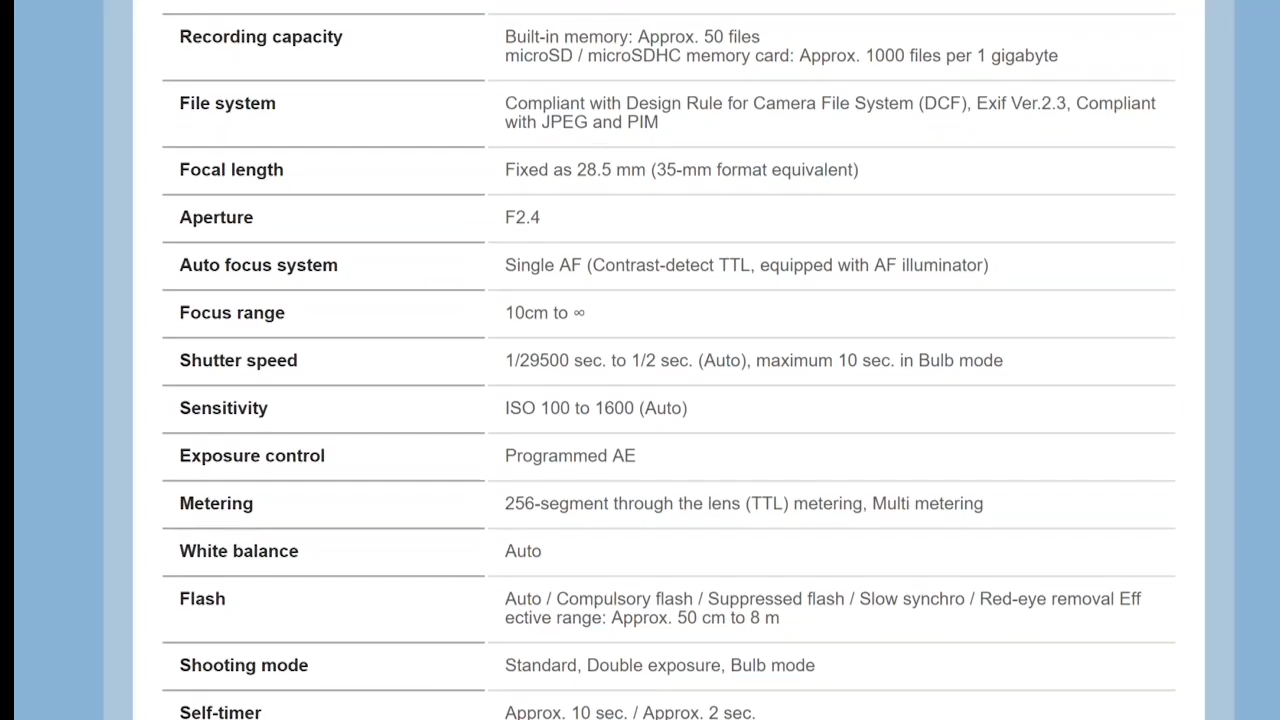 Recording capacity
Built-in memory: Approx. 50 files
microSD / microSDHC memory card: Approx. 1000 files per 1 gigabyte
File system
Compliant with Design Rule for Camera File System (DCF), Exif Ver.2.3, Compliant
with JPEG and PIM
Focal length
Fixed as 28.5 mm (35-mm format equivalent)
Aperture
F2.4
Auto focus system
Single AF (Contrast-detect TTL, equipped with AF illuminator)
Focus range
10cm to ∞
Shutter speed
1/29500 sec. to 1/2 sec. (Auto), maximum 10 sec. in Bulb mode
Sensitivity
ISO 100 to 1600 (Auto)
Exposure control
Programmed AE
Metering
256-segment through the lens (TTL) metering, Multi metering
White balance
Auto
Flash
Auto / Compulsory flash / Suppressed flash / Slow synchro / Red-eye removal Eff
ective range: Approx. 50 cm to 8 m
Shooting mode
Standard, Double exposure, Bulb mode
Self-timer
Approx. 10 sec. / Approx. 2 sec.